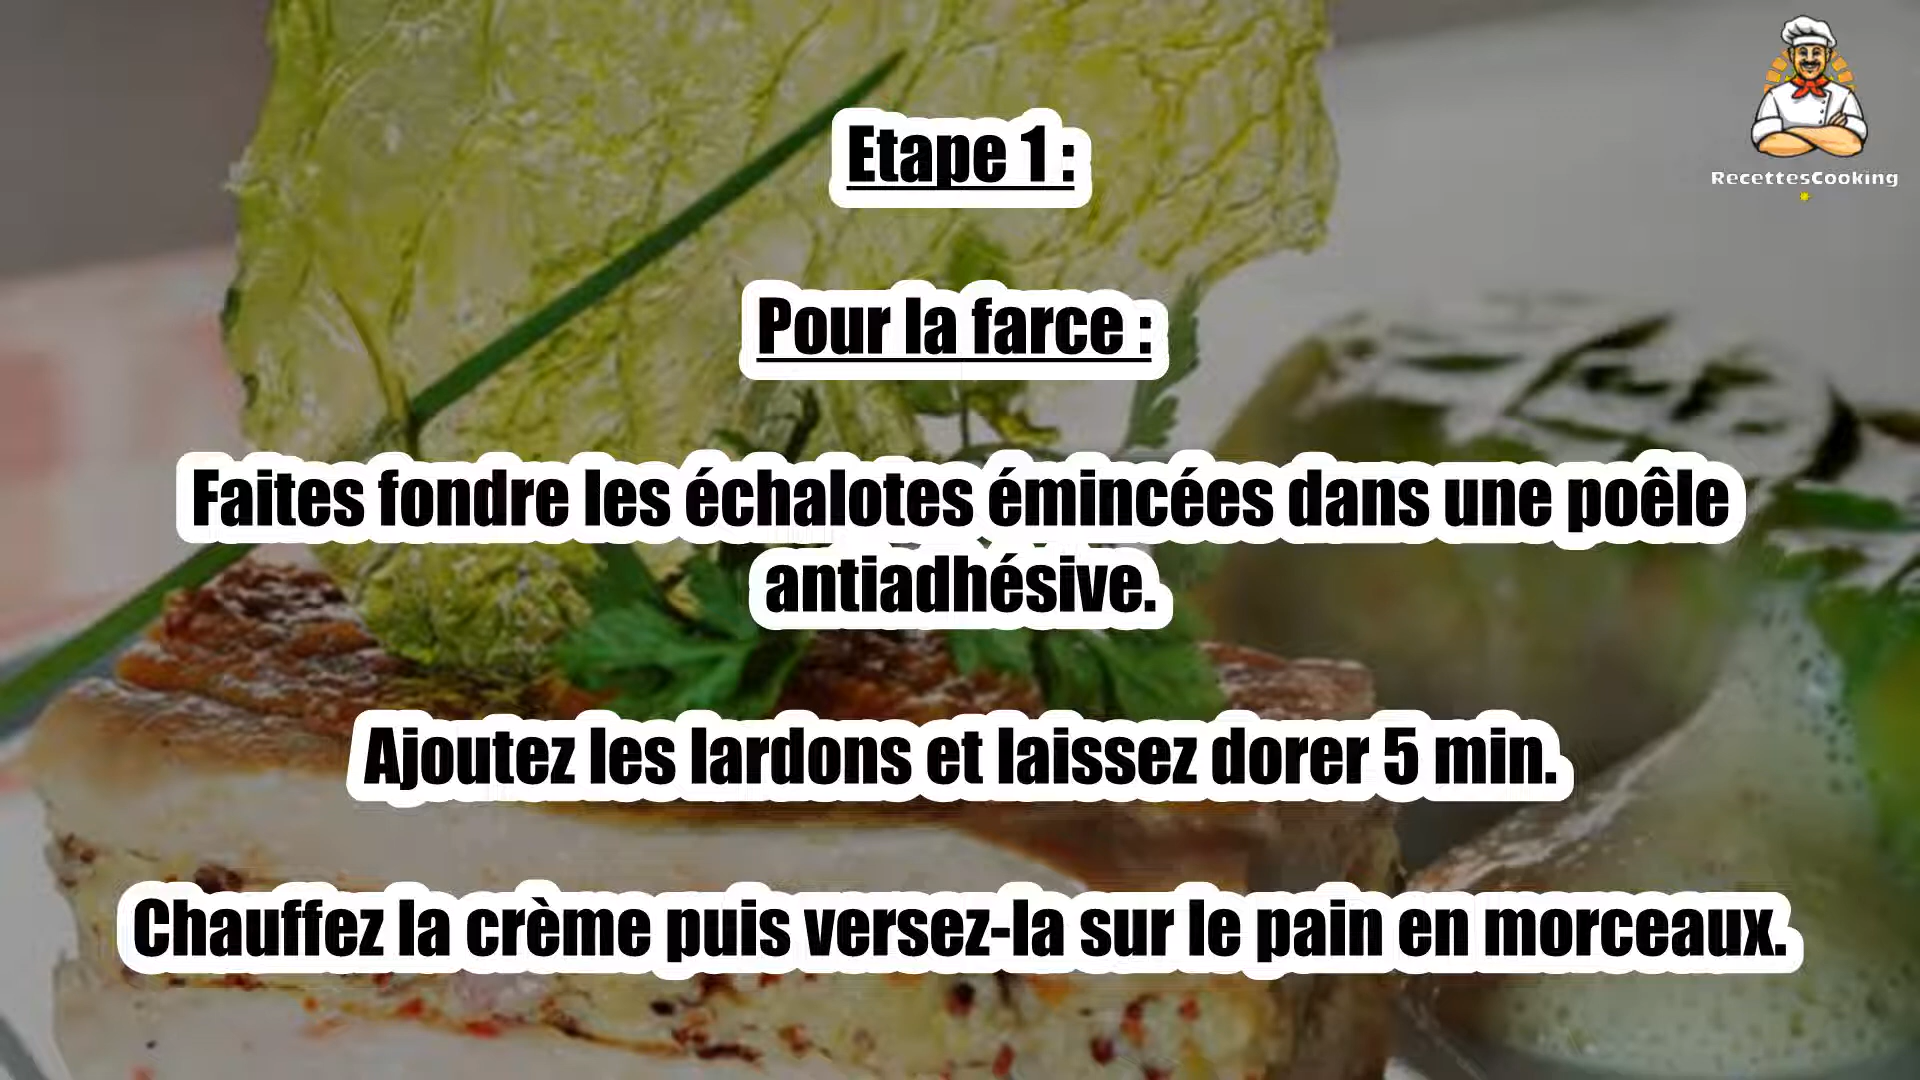 RecettesCooking
Etape 1 :
Pour la farce :
Faites fondre les échalotes émincées dans une poêle
antiadhésive.
Ajoutez les lardons et laissez dorer 5 min.
Chauffez la crème puis versez-la sur le pain en morceaux.